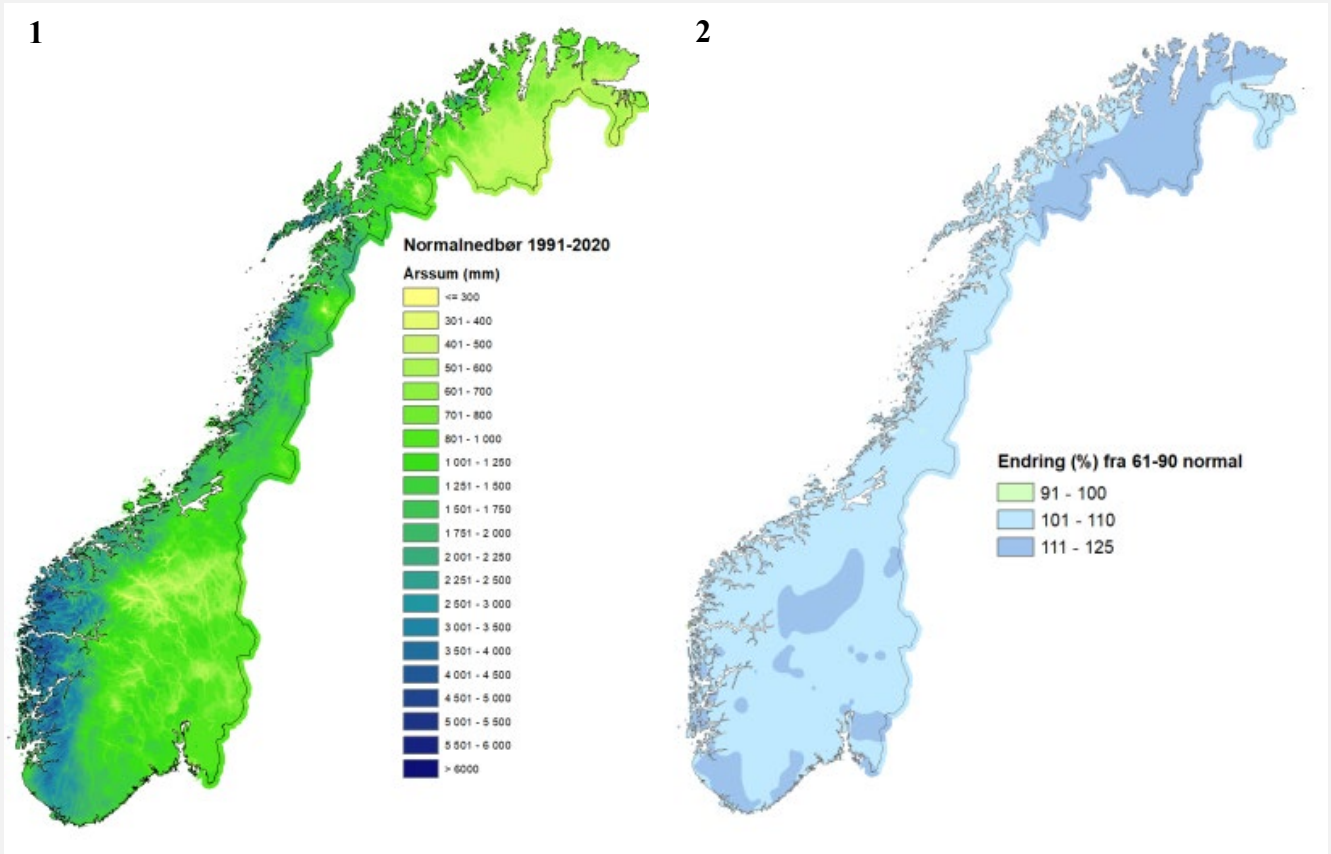 1
Normalnedbør 1991-2020
Årssum (mm)
<= 300
301 - 400
401 - 500
501 - 600
601 - 700
701 - 800
801 - 1 000
1 001 - 1 250
1 251 - 1 500
1 501 - 1 750
1 751 - 2 000
2 001 - 2 250
2 251 - 2 500
2 501 - 3 000
3 001 - 3 500
3 501 - 4 000
4 001 - 4 500
4 501 - 5 000
5 001 - 5 500
5 501 - 6 000
> 6000
2
Endring (%) fra 61-90 normal
91 - 100
101 - 110
111 - 125